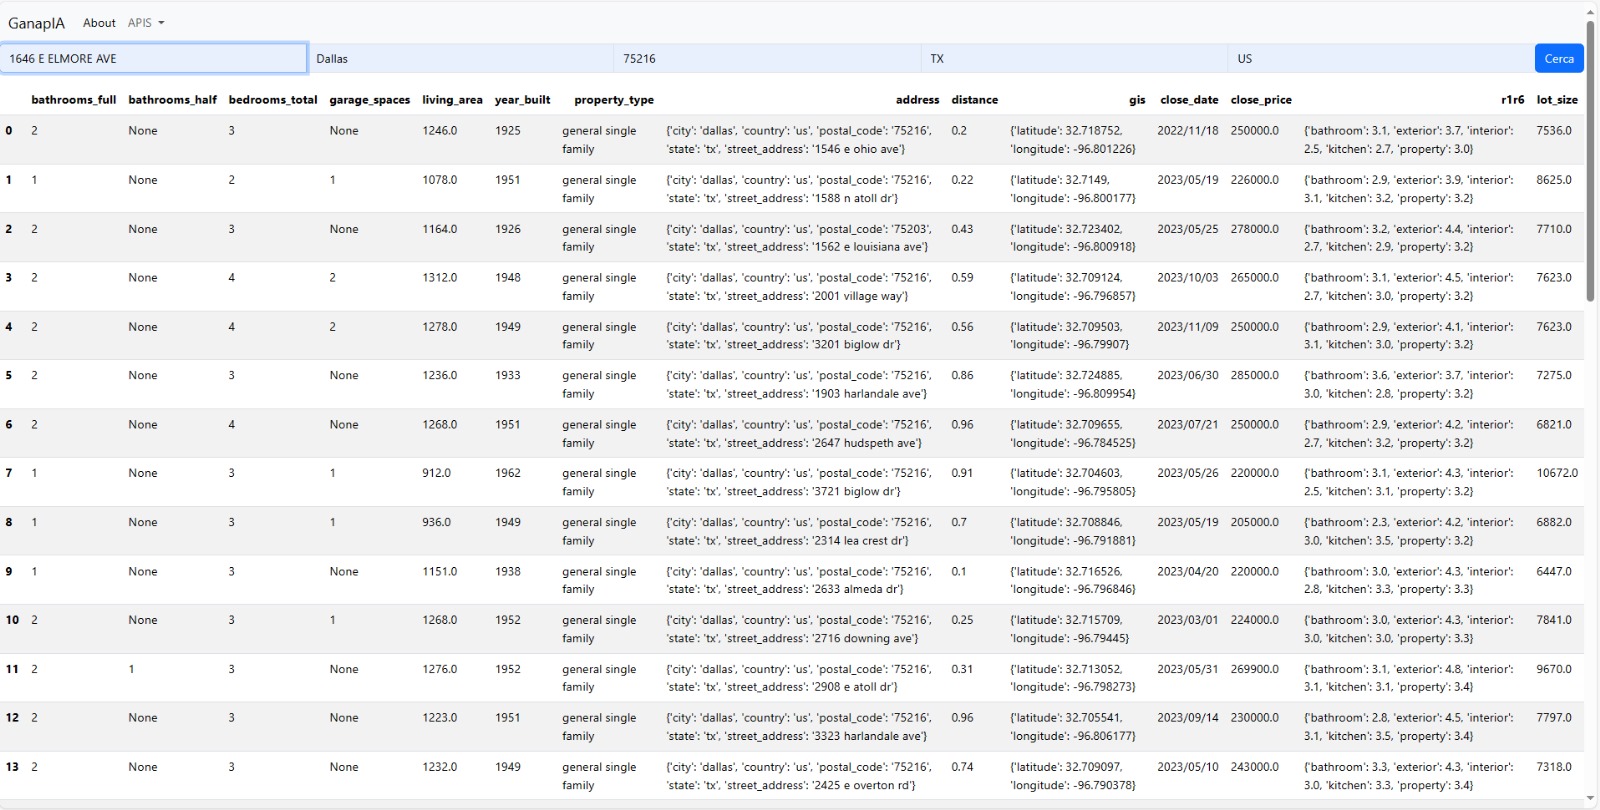 GanapIA About APIS
1646 E ELMORE AVE Dallas 75216 TX US Cerca
bathrooms_full bathrooms_half bedrooms_total garage_spaces living_area year_built property_type address distance gis close_date close_price r1r6 lot_size
0 2 None 3 None 1246.0 1925 general single {'city': 'dallas', 'country': 'us', 'postal_code': '75216', 0.2 {'latitude': 32.718752, 2022/11/18 250000.0 {'bathroom': 3.1, 'exterior': 3.7, 'interior': 7536.0
family 'state': 'tx', 'street_address': '1546 e ohio ave'} 'longitude': -96.801226} 2.5, 'kitchen': 2.7, 'property': 3.0}
1 1 None 2 1 1078.0 1951 general single {'city': 'dallas', 'country': 'us', 'postal_code': '75216', 0.22 {'latitude': 32.7149, 2023/05/19 226000.0 {'bathroom': 2.9, 'exterior': 3.9, 'interior': 8625.0
family 'state': 'tx', 'street_address': '1588 n atoll dr'} 'longitude': -96.800177} 3.1, 'kitchen': 3.2, 'property': 3.2}
2 2 None 3 None 1164.0 1926 general single {'city': 'dallas', 'country': 'us', 'postal_code': '75203', 0.43 {'latitude': 32.723402, 2023/05/25 278000.0 {'bathroom': 3.2, 'exterior': 4.4, 'interior': 7710.0
family 'state': 'tx', 'street_address': '1562 e louisiana ave'} 'longitude': -96.800918} 2.7, 'kitchen': 2.9, 'property': 3.2}
3 2 None 4 2 1312.0 1948 general single {'city': 'dallas', 'country': 'us', 'postal_code': '75216', 0.59 {'latitude': 32.709124, 2023/10/03 265000.0 {'bathroom': 3.1, 'exterior': 4.5, 'interior': 7623.0
family 'state': 'tx', 'street_address': '2001 village way'} 'longitude': -96.796857} 2.7, 'kitchen': 3.0, 'property': 3.2}
4 2 None 4 2 1278.0 1949 general single {'city': 'dallas', 'country': 'us', 'postal_code': '75216', 0.56 {'latitude': 32.709503, 2023/11/09 250000.0 {'bathroom': 2.9, 'exterior': 4.1, 'interior': 7623.0
family 'state': 'tx', 'street_address': '3201 biglow dr'} 'longitude': -96.79907} 3.1, 'kitchen': 3.0, 'property': 3.2}
5 2 None 3 None 1236.0 1933 general single {'city': 'dallas', 'country': 'us', 'postal_code': '75216', 0.86 {'latitude': 32.724885, 2023/06/30 285000.0 {'bathroom': 3.6, 'exterior': 3.7, 'interior': 7275.0
family 'state': 'tx', 'street_address': '1903 harlandale ave'} 'longitude': -96.809954} 3.0, 'kitchen': 2.8, 'property': 3.2}
6 2 None 4 None 1268.0 1951 general single {'city': 'dallas', 'country': 'us', 'postal_code': '75216', 0.96 {'latitude': 32.709655, 2023/07/21 250000.0 {'bathroom': 2.9, 'exterior': 4.2, 'interior': 6821.0
family 'state': 'tx', 'street_address': '2647 hudspeth ave'} 'longitude': -96.784525} 2.7, 'kitchen': 3.2, 'property': 3.2}
7 1 None 3 1 912.0 1962 general single {'city': 'dallas', 'country': 'us', 'postal_code': '75216', 0.91 {'latitude': 32.704603, 2023/05/26 220000.0 {'bathroom': 3.1, 'exterior': 4.3, 'interior': 10672.0
family 'state': 'tx', 'street_address': '3721 biglow dr'} 'longitude': -96.795805} 2.5, 'kitchen': 3.1, 'property': 3.2}
8 1 None 3 1 936.0 1949 general single {'city': 'dallas', 'country': 'us', 'postal_code': '75216', 0.7 {'latitude': 32.708846, 2023/05/19 205000.0 {'bathroom': 2.3, 'exterior': 4.2, 'interior': 6882.0
family 'state': 'tx', 'street_address': '2314 lea crest dr'} 'longitude': -96.791881} 3.0, 'kitchen': 3.5, 'property': 3.2}
9 1 None 3 None 1151.0 1938 general single {'city': 'dallas', 'country': 'us', 'postal_code': '75216', 0.1 {'latitude': 32.716526, 2023/04/20 220000.0 {'bathroom': 3.0, 'exterior': 4.3, 'interior': 6447.0
family 'state': 'tx', 'street_address': '2633 almeda dr'} 'longitude': -96.796846} 2.8, 'kitchen': 3.3, 'property': 3.3}
10 2 None 3 1 1268.0 1952 general single {'city': 'dallas', 'country': 'us', 'postal_code': '75216', 0.25 {'latitude': 32.715709, 2023/03/01 224000.0 {'bathroom': 3.0, 'exterior': 4.3, 'interior': 7841.0
family 'state': 'tx', 'street_address': '2716 downing ave'} 'longitude': -96.79445} 3.0, 'kitchen': 3.0, 'property': 3.3}
11 2 1 3 None 1276.0 1952 general single {'city': 'dallas', 'country': 'us', 'postal_code': '75216', 0.31 {'latitude': 32.713052, 2023/05/31 269900.0 {'bathroom': 3.1, 'exterior': 4.8, 'interior': 9670.0
family 'state': 'tx', 'street_address': '2908 e atoll dr'} 'longitude': -96.798273} 3.1, 'kitchen': 3.1, 'property': 3.4}
12 2 None 3 None 1223.0 1951 general single {'city': 'dallas', 'country': 'us', 'postal_code': '75216', 0.96 {'latitude': 32.705541, 2023/09/14 230000.0 {'bathroom': 2.8, 'exterior': 4.5, 'interior': 7797.0
family 'state': 'tx', 'street_address': '3323 harlandale ave'} 'longitude': -96.806177} 3.1, 'kitchen': 3.5, 'property': 3.4}
13 2 None 3 None 1232.0 1949 general single {'city': 'dallas', 'country': 'us', 'postal_code': '75216', 0.74 {'latitude': 32.709097, 2023/05/10 243000.0 {'bathroom': 3.3, 'exterior': 4.3, 'interior': 7318.0
family 'state': 'tx', 'street_address': '2425 e overton rd'} 'longitude': -96.790378} 3.0, 'kitchen': 3.3, 'property': 3.4}